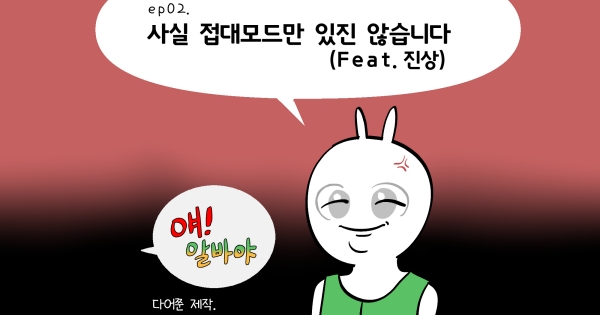 ep02.
사실 접대모드만 있진 않습니다
(Feat. 진상)
얘!
알바야
다어쭌 제작.